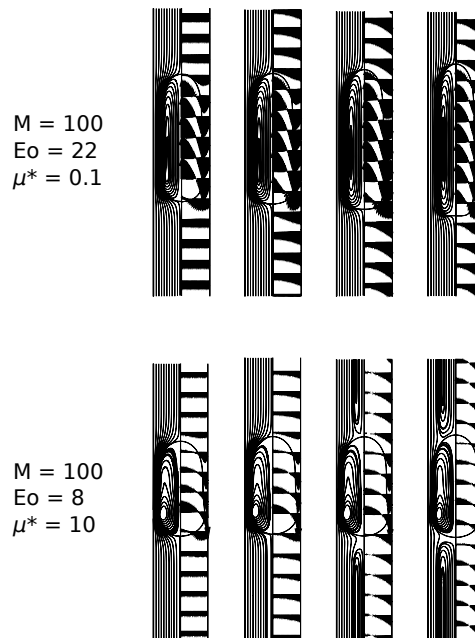 M = 100
Eo = 22
μ* = 0.1
M = 100
Eo = 8
μ* = 10